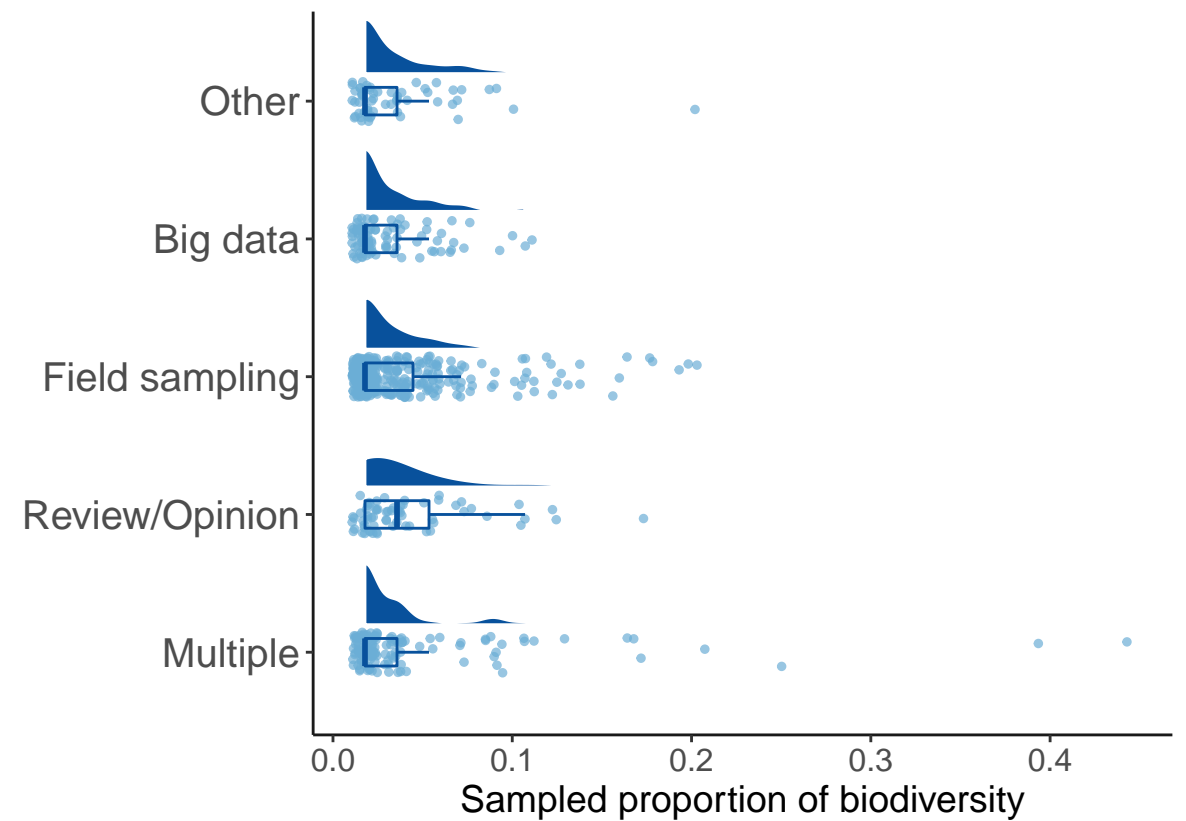 Other
Big data
Field sampling
Review/Opinion
Multiple
0.0 0.1 0.2 0.3 0.4
Sampled proportion of biodiversity